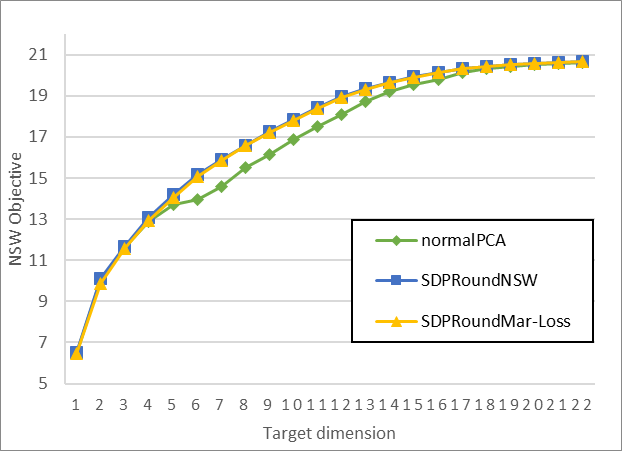 21
19
17
15
13
11
9
7
5
NSW Objective
normalPCA
SDPRoundNSW
SDPRoundMar-Loss
1 2 3 4 5 6 7 8 9 10 11 12 13 14 15 16 17 18 19 20 21 22
Target dimension